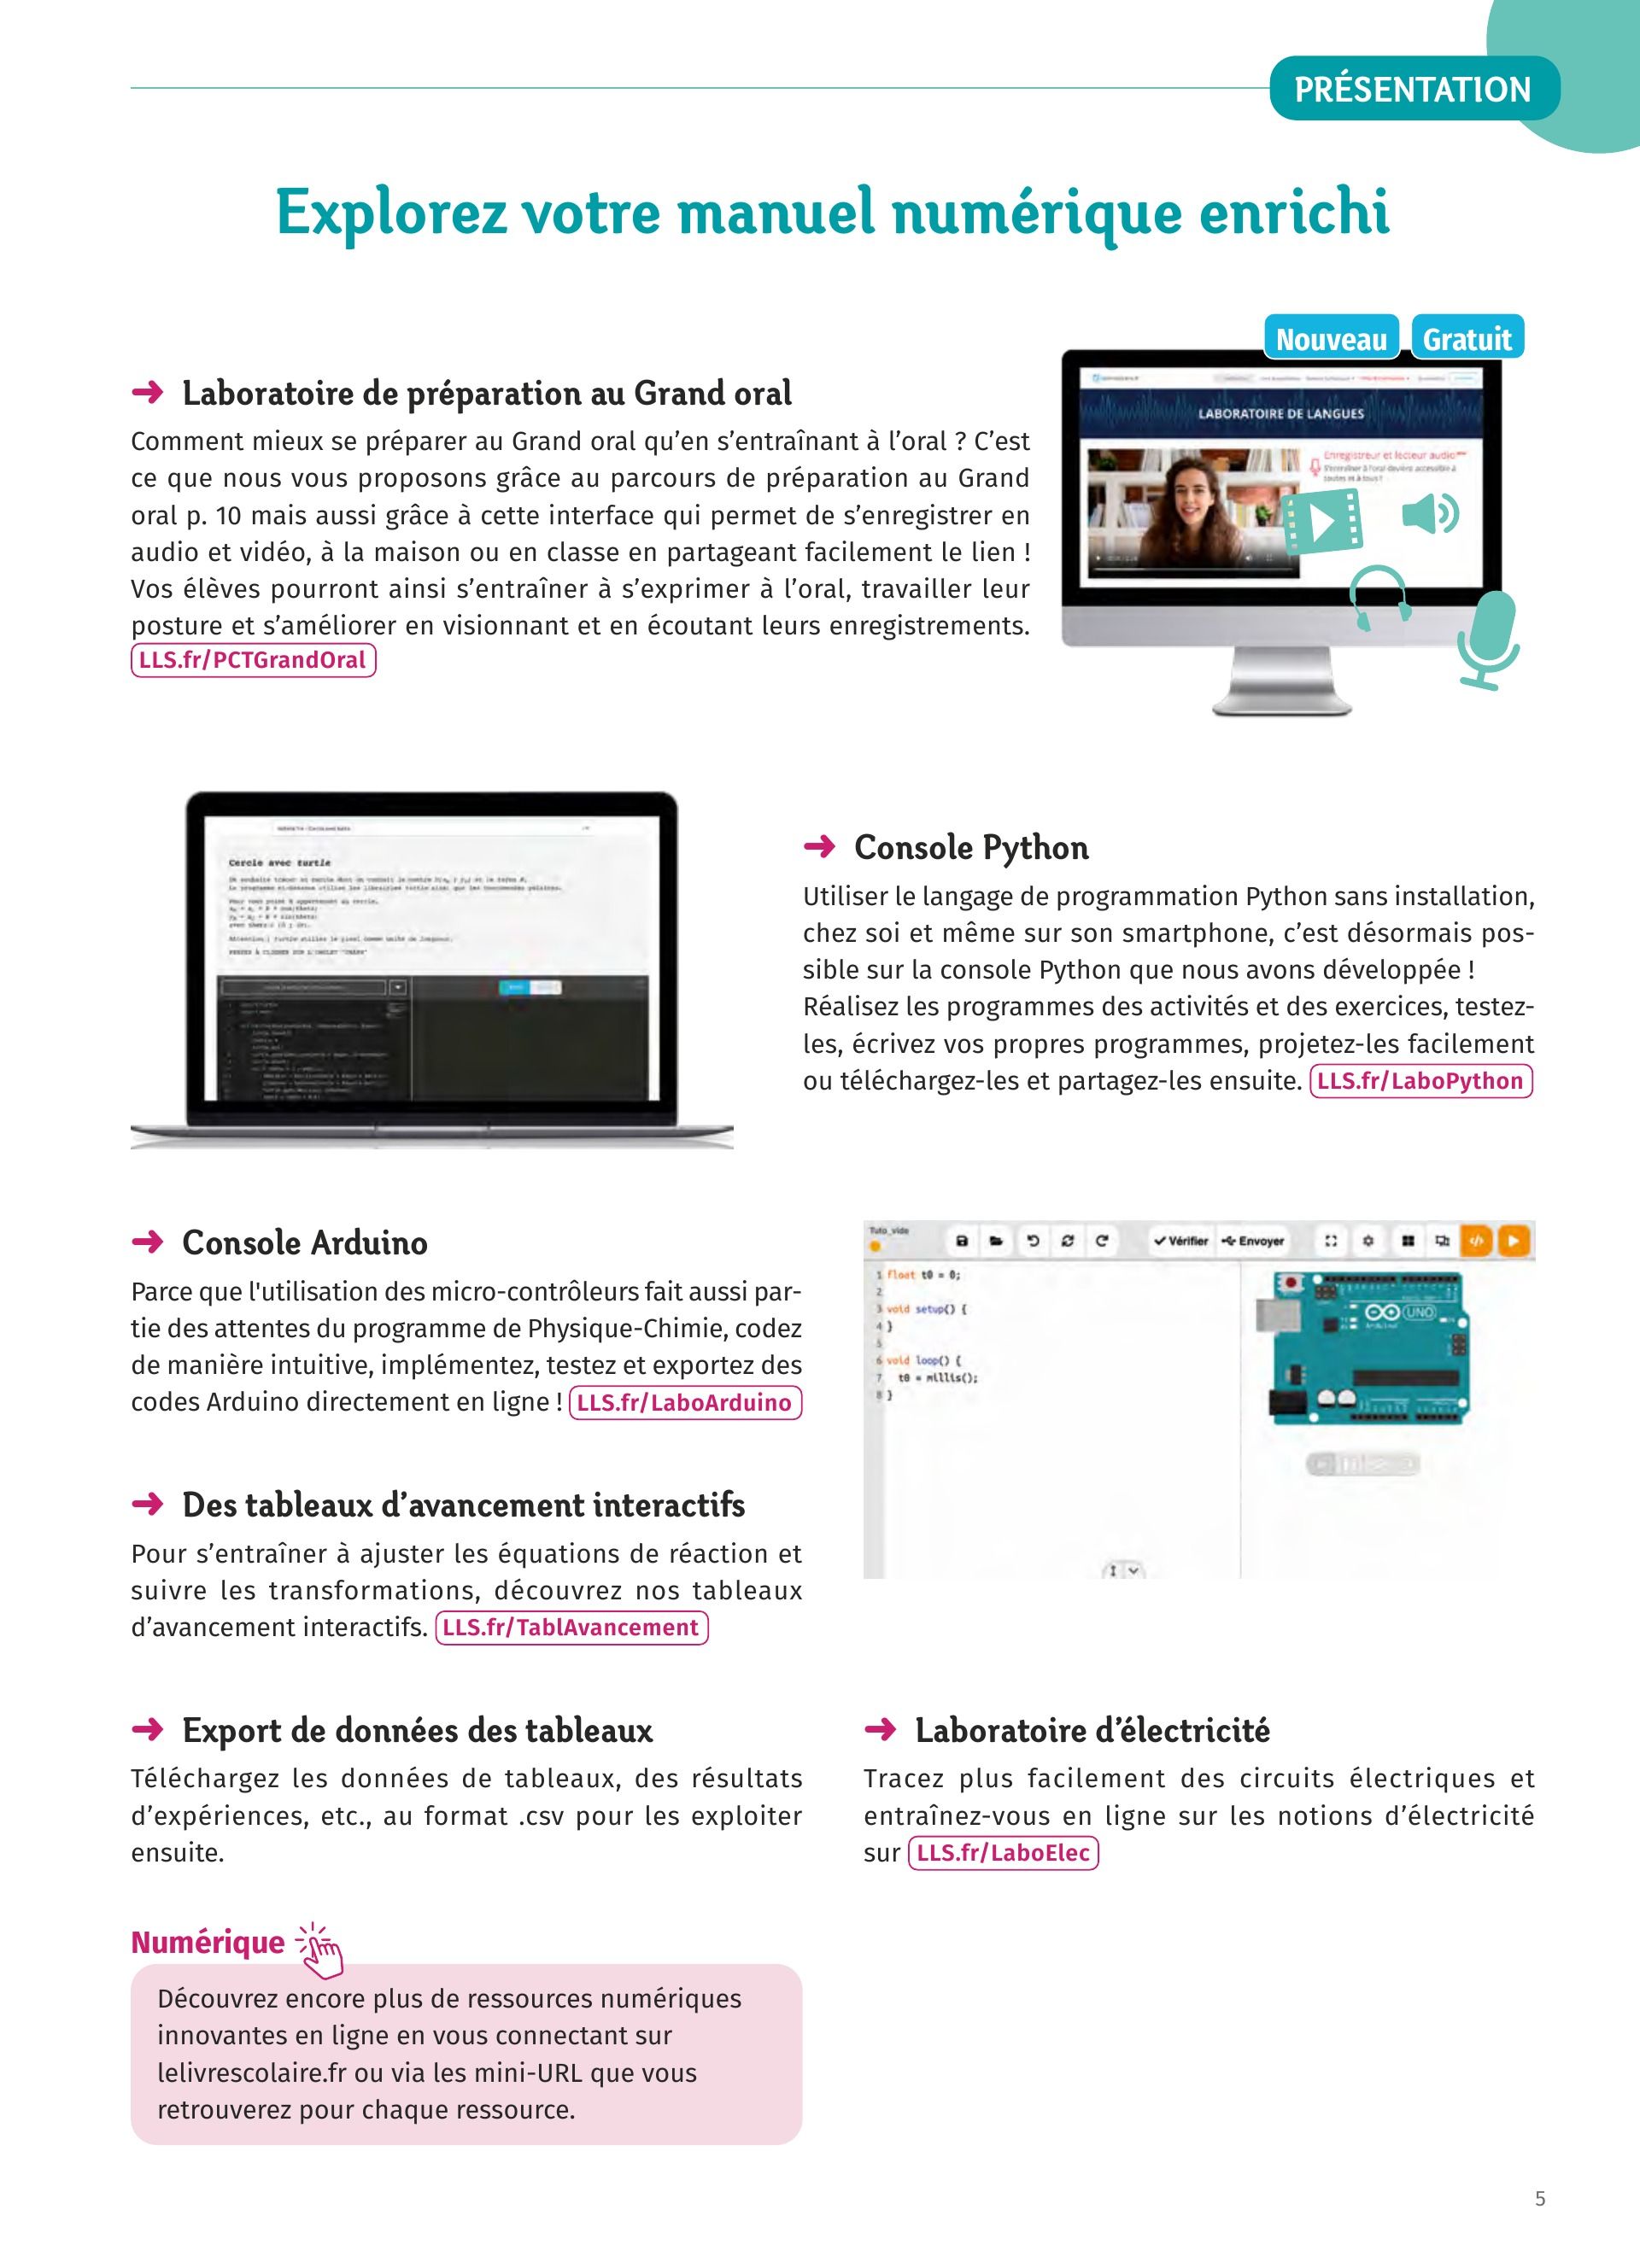 PRÉSENTATION
Explorez votre manuel numérique enrichi
Nouveau Gratuit
➜ Laboratoire de préparation au Grand oral
Comment mieux se préparer au Grand oral qu’en s’entraînant à l’oral ? C’est
ce que nous vous proposons grâce au parcours de préparation au Grand
oral p. 10 mais aussi grâce à cette interface qui permet de s’enregistrer en
audio et vidéo, à la maison ou en classe en partageant facilement le lien !
Vos élèves pourront ainsi s’entraîner à s’exprimer à l’oral, travailler leur
posture et s’améliorer en visionnant et en écoutant leurs enregistrements.
LLS.fr/PCTGrandOral
LABORATOIRE DE LANGUES
Enregistreur et lecteur audio
S'entraîner à l'oral devient accessible à
toutes et à tous !
Cercle avec turtle
➜ Console Python
Utiliser le langage de programmation Python sans installation,
chez soi et même sur son smartphone, c’est désormais pos-
sible sur la console Python que nous avons développée !
Réalisez les programmes des activités et des exercices, testez-
les, écrivez vos propres programmes, projetez-les facilement
ou téléchargez-les et partagez-les ensuite. LLS.fr/LaboPython
➜ Console Arduino
Parce que l'utilisation des micro-contrôleurs fait aussi par-
tie des attentes du programme de Physique-Chimie, codez
de manière intuitive, implémentez, testez et exportez des
codes Arduino directement en ligne ! LLS.fr/LaboArduino
Tuto_vide
Vérifier Envoyer
1 float t0 = 0;
2
3 void setup() {
4 }
5
6 void loop() {
7 t0 = millis();
8 }
UNO
➜ Des tableaux d’avancement interactifs
Pour s’entraîner à ajuster les équations de réaction et
suivre les transformations, découvrez nos tableaux
d’avancement interactifs. LLS.fr/TablAvancement
➜ Export de données des tableaux
Téléchargez les données de tableaux, des résultats
d’expériences, etc., au format .csv pour les exploiter
ensuite.
➜ Laboratoire d’électricité
Tracez plus facilement des circuits électriques et
entraînez-vous en ligne sur les notions d’électricité
sur LLS.fr/LaboElec
Numérique
Découvrez encore plus de ressources numériques
innovantes en ligne en vous connectant sur
lelivrescolaire.fr ou via les mini-URL que vous
retrouverez pour chaque ressource.
5